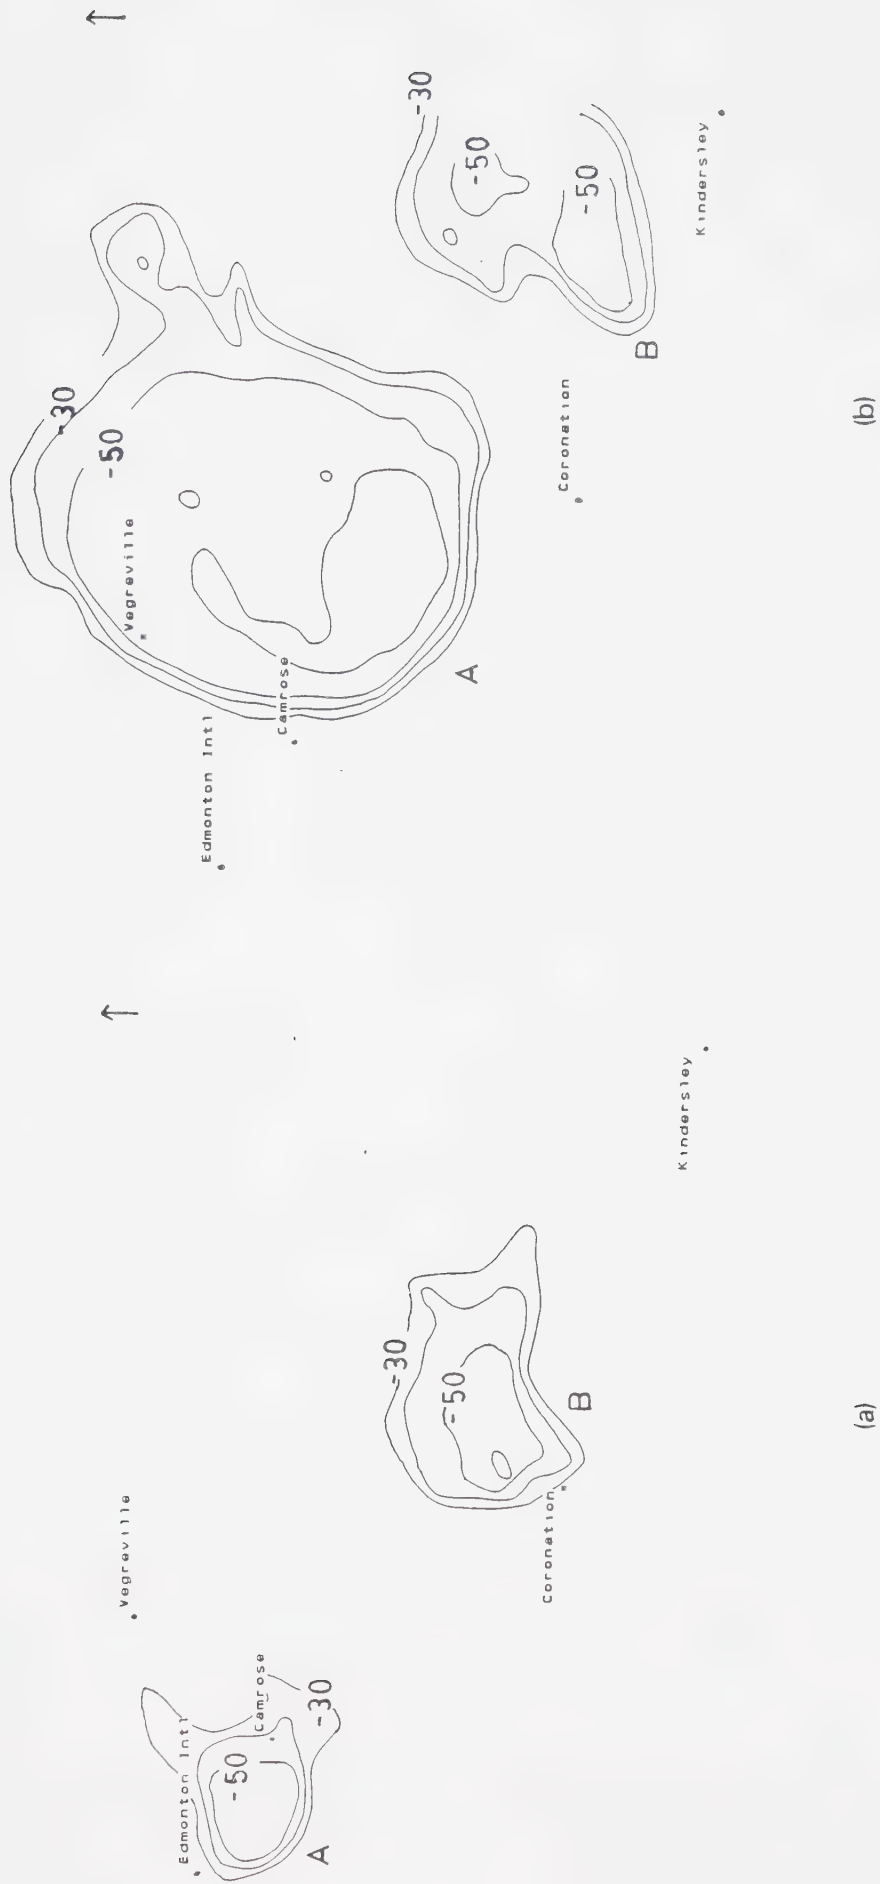 Vegreville
Edmonton Intl
Camrose
-50
-30
A
-30
-50
B
Coronation
Kindersley
(a)
-30
-50
Vegreville
Edmonton Intl
Camrose
A
-30
-50
-50
B
Coronation
Kindersley
(b)